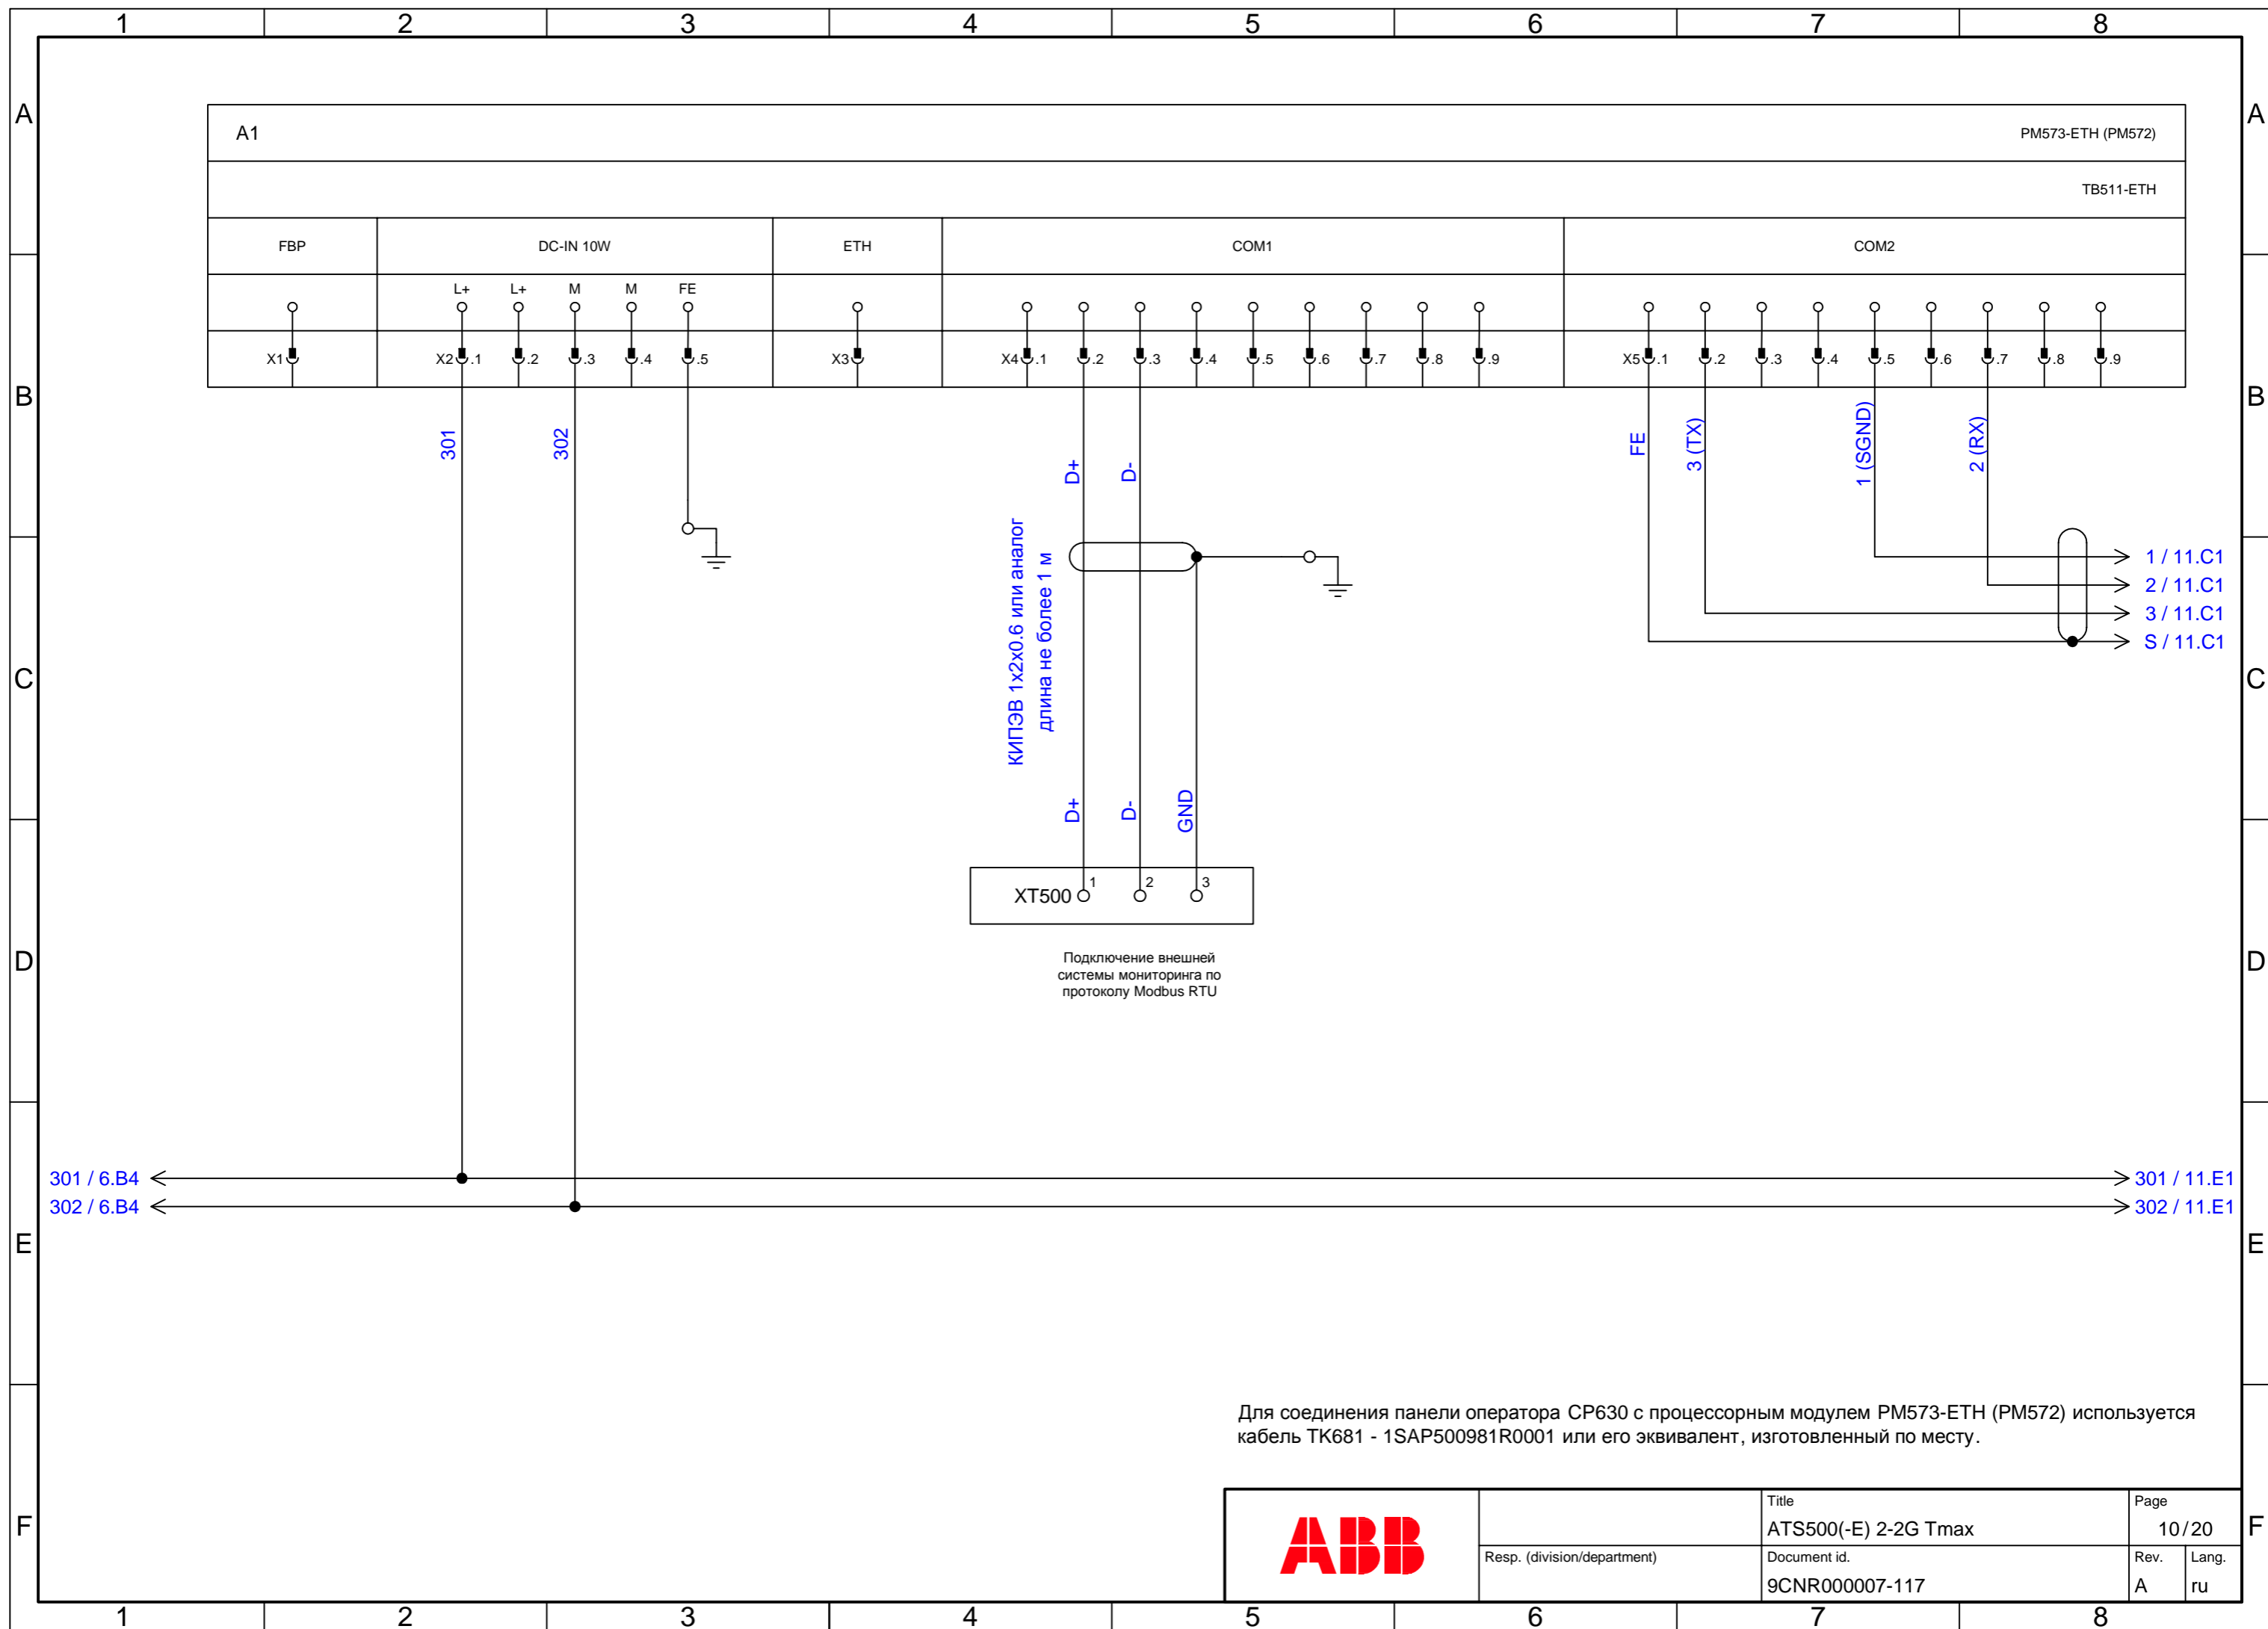 1 2 3 4 5 6 7 8
A A
A1 PM573-ETH (PM572)
TB511-ETH
FBP DC-IN 10W ETH COM1 COM2
L+ L+ M M FE
X1 X2 .1 .2 .3 .4 .5 X3 X4 .1 .2 .3 .4 .5 .6 .7 .8 .9 X5 .1 .2 .3 .4 .5 .6 .7 .8 .9
B B
301
302
D+
D-
FE
3 (TX)
1 (SGND)
2 (RX)
КИПЭВ 1x2x0.6 или аналог
длина не более 1 м
1 / 11.C1
2 / 11.C1
3 / 11.C1
S / 11.C1
C C
D+
D-
GND
XT500 1 2 3
D D
Подключение внешней
системы мониторинга по
протоколу Modbus RTU
301 / 6.B4 301 / 11.E1
302 / 6.B4 302 / 11.E1
E E
Для соединения панели оператора CP630 с процессорным модулем PM573-ETH (PM572) используется
кабель TK681 - 1SAP500981R0001 или его эквивалент, изготовленный по месту.
F F
ABB
Title
ATS500(-E) 2-2G Tmax
Page
10/20
Resp. (division/department)
Document id.
9CNR000007-117
Rev.
A
Lang.
ru
1 2 3 4 5 6 7 8